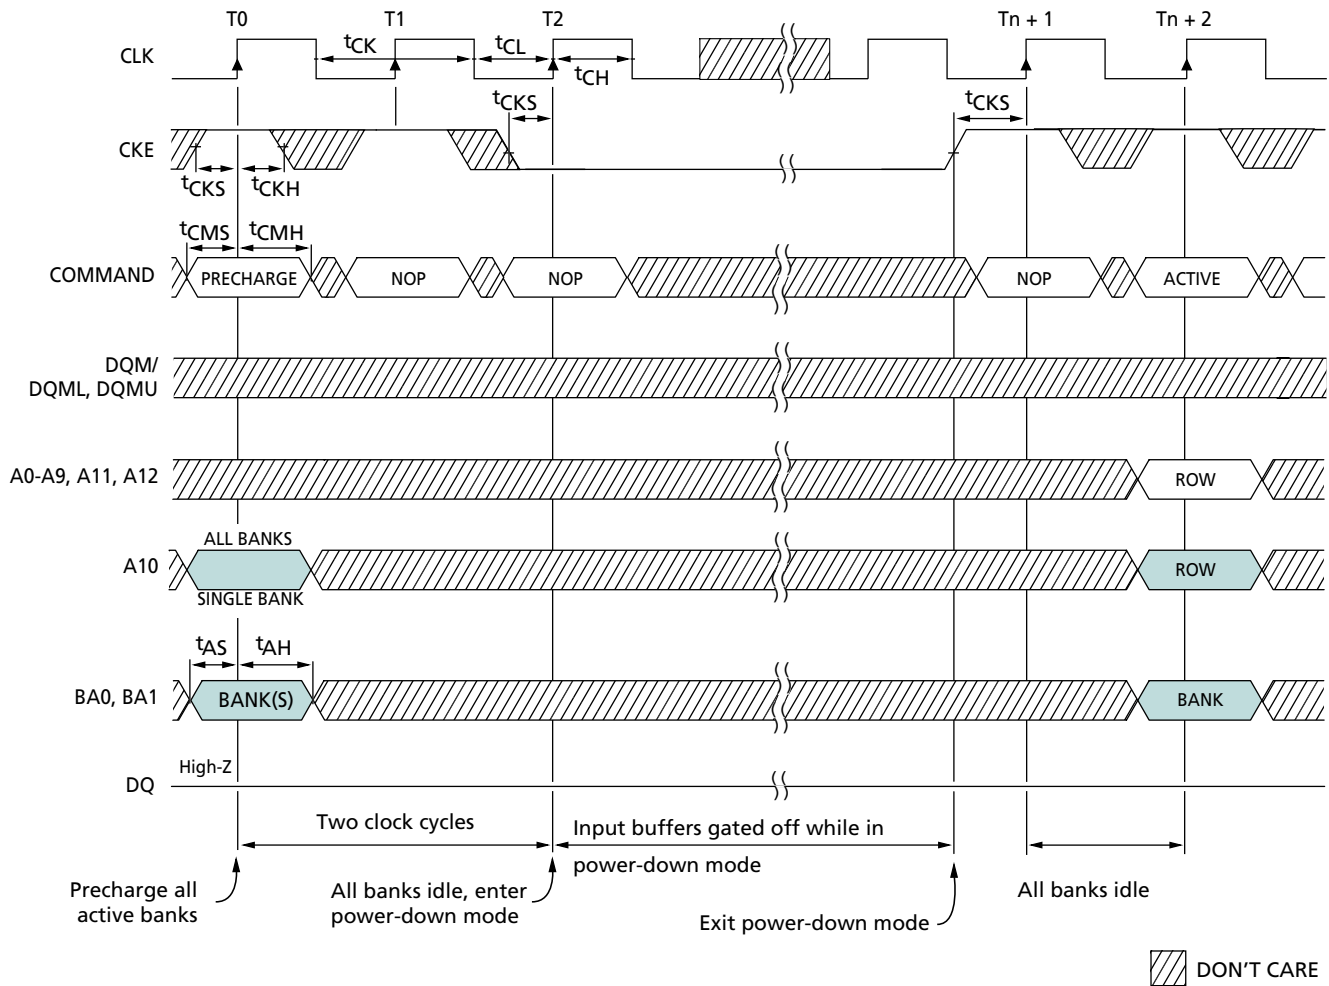 T0 T1 T2 Tn + 1 Tn + 2
CLK
tCK tCL tCH
tCKS tCKS
CKE
tCKS tCKH
tCMS tCMH
COMMAND PRECHARGE NOP NOP NOP ACTIVE
DQM/
DQML, DQMU
A0-A9, A11, A12 ROW
ALL BANKS
A10 ROW
SINGLE BANK
tAS tAH
BA0, BA1 BANK(S) BANK
High-Z
DQ
Two clock cycles
Input buffers gated off while in
power-down mode
Precharge all
active banks
All banks idle, enter
power-down mode
Exit power-down mode
All banks idle
DON'T CARE